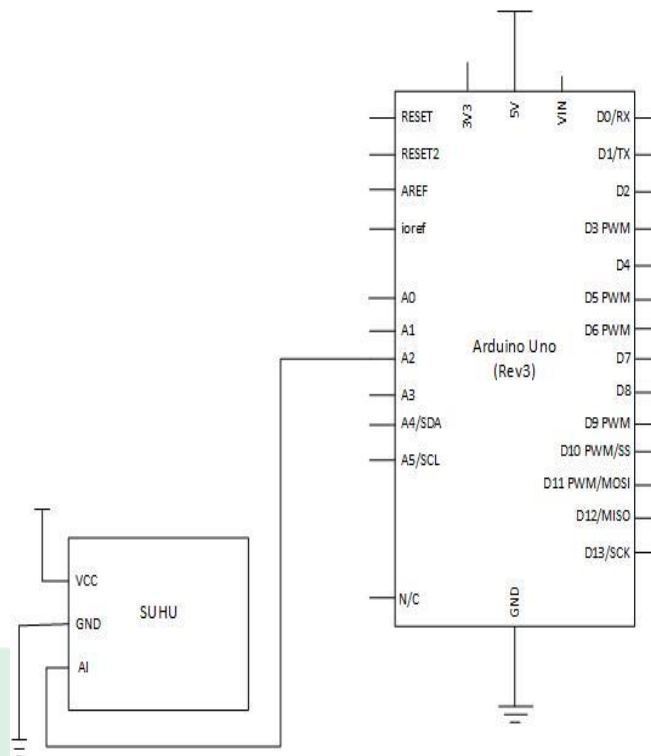 3V3
5V
VIN
RESET
RESET2
AREF
ioref
A0
A1
A2
A3
A4/SDA
A5/SCL
N/C
Arduino Uno
(Rev3)
D0/RX
D1/TX
D2
D3 PWM
D4
D5 PWM
D6 PWM
D7
D8
D9 PWM
D10 PWM/SS
D11 PWM/MOSI
D12/MISO
D13/SCK
GND
VCC
GND
AI
SUHU